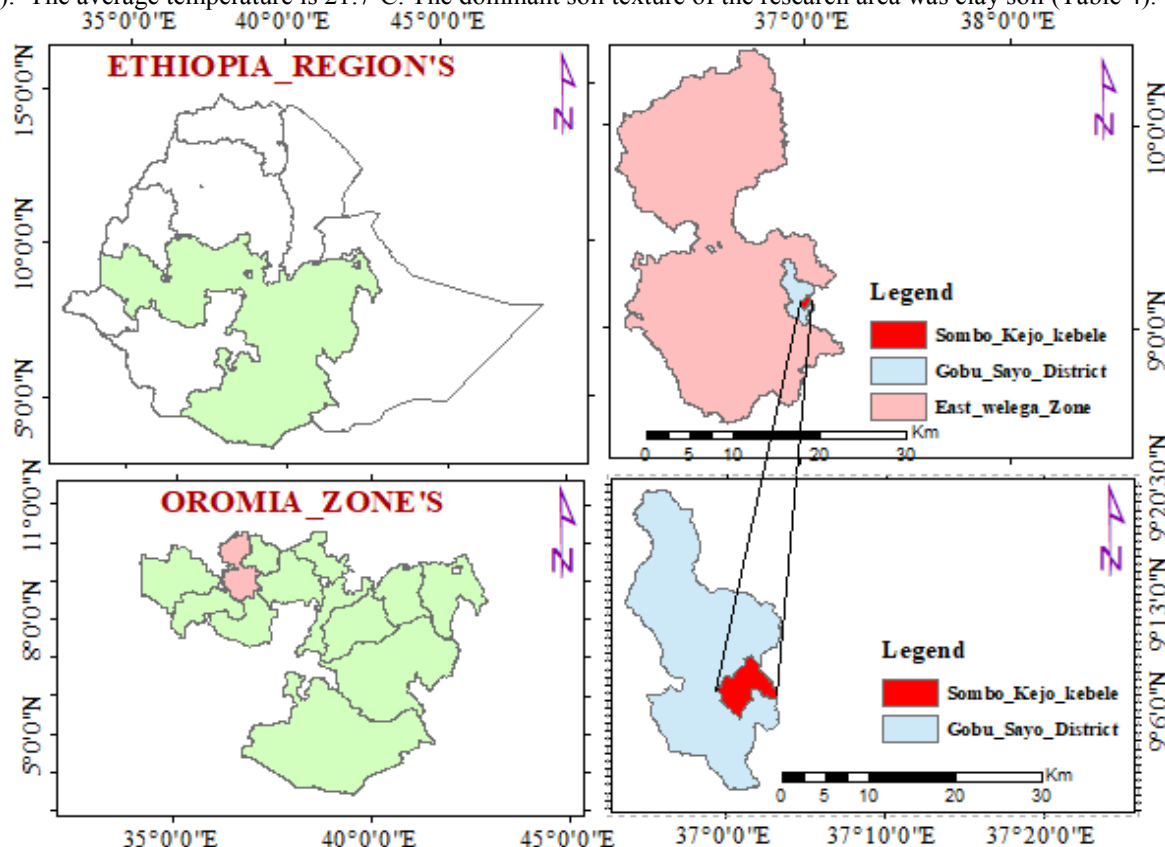 ). The average temperature is 21.7°C. The dominant soil texture of the research area was clay soil (Table 4).
35°0'0"E 40°0'0"E 45°0'0"E
37°0'0"E 38°0'0"E
ETHIOPIA_REGION'S
N
15°0'0"N
10°0'0"N
5°0'0"N
N
10°0'0"N
9°0'0"N
Legend
Sombo_Kejo_kebele
Gobu_Sayo_District
East_welega_Zone
Km
0 5 10 20 30
OROMIA_ZONE'S
N
11°0'0"N
8°0'0"N
5°0'0"N
35°0'0"E 40°0'0"E 45°0'0"E
N
9°20'30"N
9°13'0"N
9°6'0"N
Legend
Sombo_Kejo_kebele
Gobu_Sayo_District
Km
0 5 10 20 30
37°0'0"E 37°10'0"E 37°20'0"E